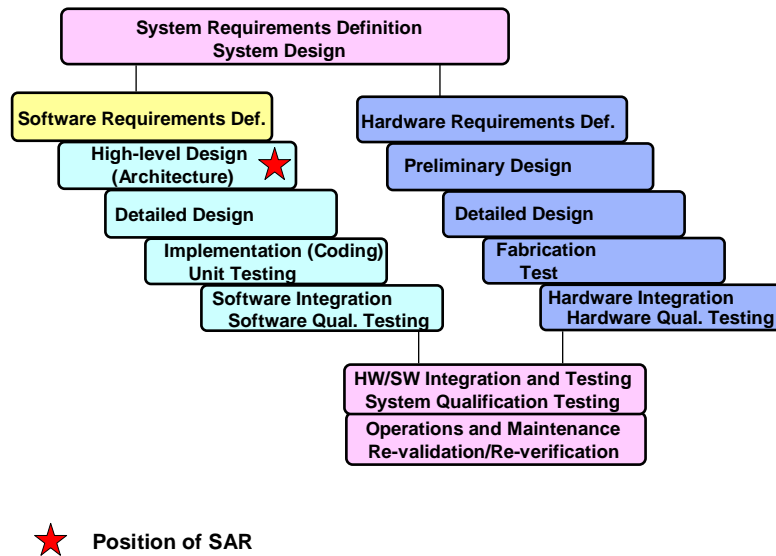 System Requirements Definition
System Design
Software Requirements Def.
High-level Design
(Architecture)
Detailed Design
Implementation (Coding)
Unit Testing
Software Integration
Software Qual. Testing
Hardware Requirements Def.
Preliminary Design
Detailed Design
Fabrication
Test
Hardware Integration
Hardware Qual. Testing
HW/SW Integration and Testing
System Qualification Testing
Operations and Maintenance
Re-validation/Re-verification
Position of SAR